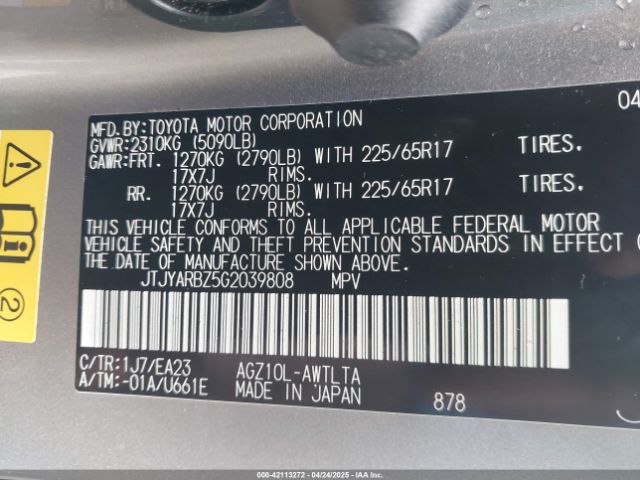 04
MFD. BY:TOYOTA MOTOR CORPORATION
GVWR:2310KG (5090LB)
GAWR:FRT. 1270KG (2790LB) WITH 225/65R17 TIRES.
17X7J RIMS.
RR. 1270KG (2790LB) WITH 225/65R17 TIRES.
17X7J RIMS.
THIS VEHICLE CONFORMS TO ALL APPLICABLE FEDERAL MOTOR
VEHICLE SAFETY AND THEFT PREVENTION STANDARDS IN EFFECT
THE DATE OF MANUFACTURE SHOWN ABOVE.
JTJYARBZ5G2039808 MPV
2
C/TR:1J7/EA23 AGZ10L-AWTLTA
A/TM:-01A/U661E MADE IN JAPAN 878
000-42113272 - 04/24/2025 - IAAI.COM